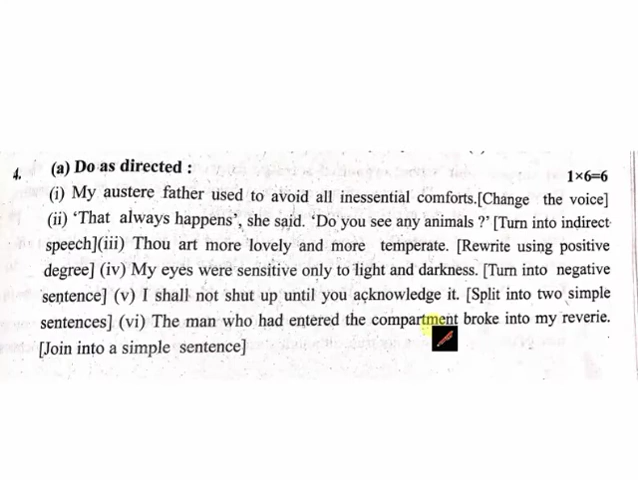 4. (a) Do as directed :
1×6=6
(i) My austere father used to avoid all inessential comforts.[Change the voice]
(ii) ‘That always happens’, she said. ‘Do you see any animals ?’ [Turn into indirect
speech](iii) Thou art more lovely and more temperate. [Rewrite using positive
degree] (iv) My eyes were sensitive only to light and darkness. [Turn into negative
sentence] (v) I shall not shut up until you acknowledge it. [Split into two simple
sentences] (vi) The man who had entered the compartment broke into my reverie.
[Join into a simple sentence]